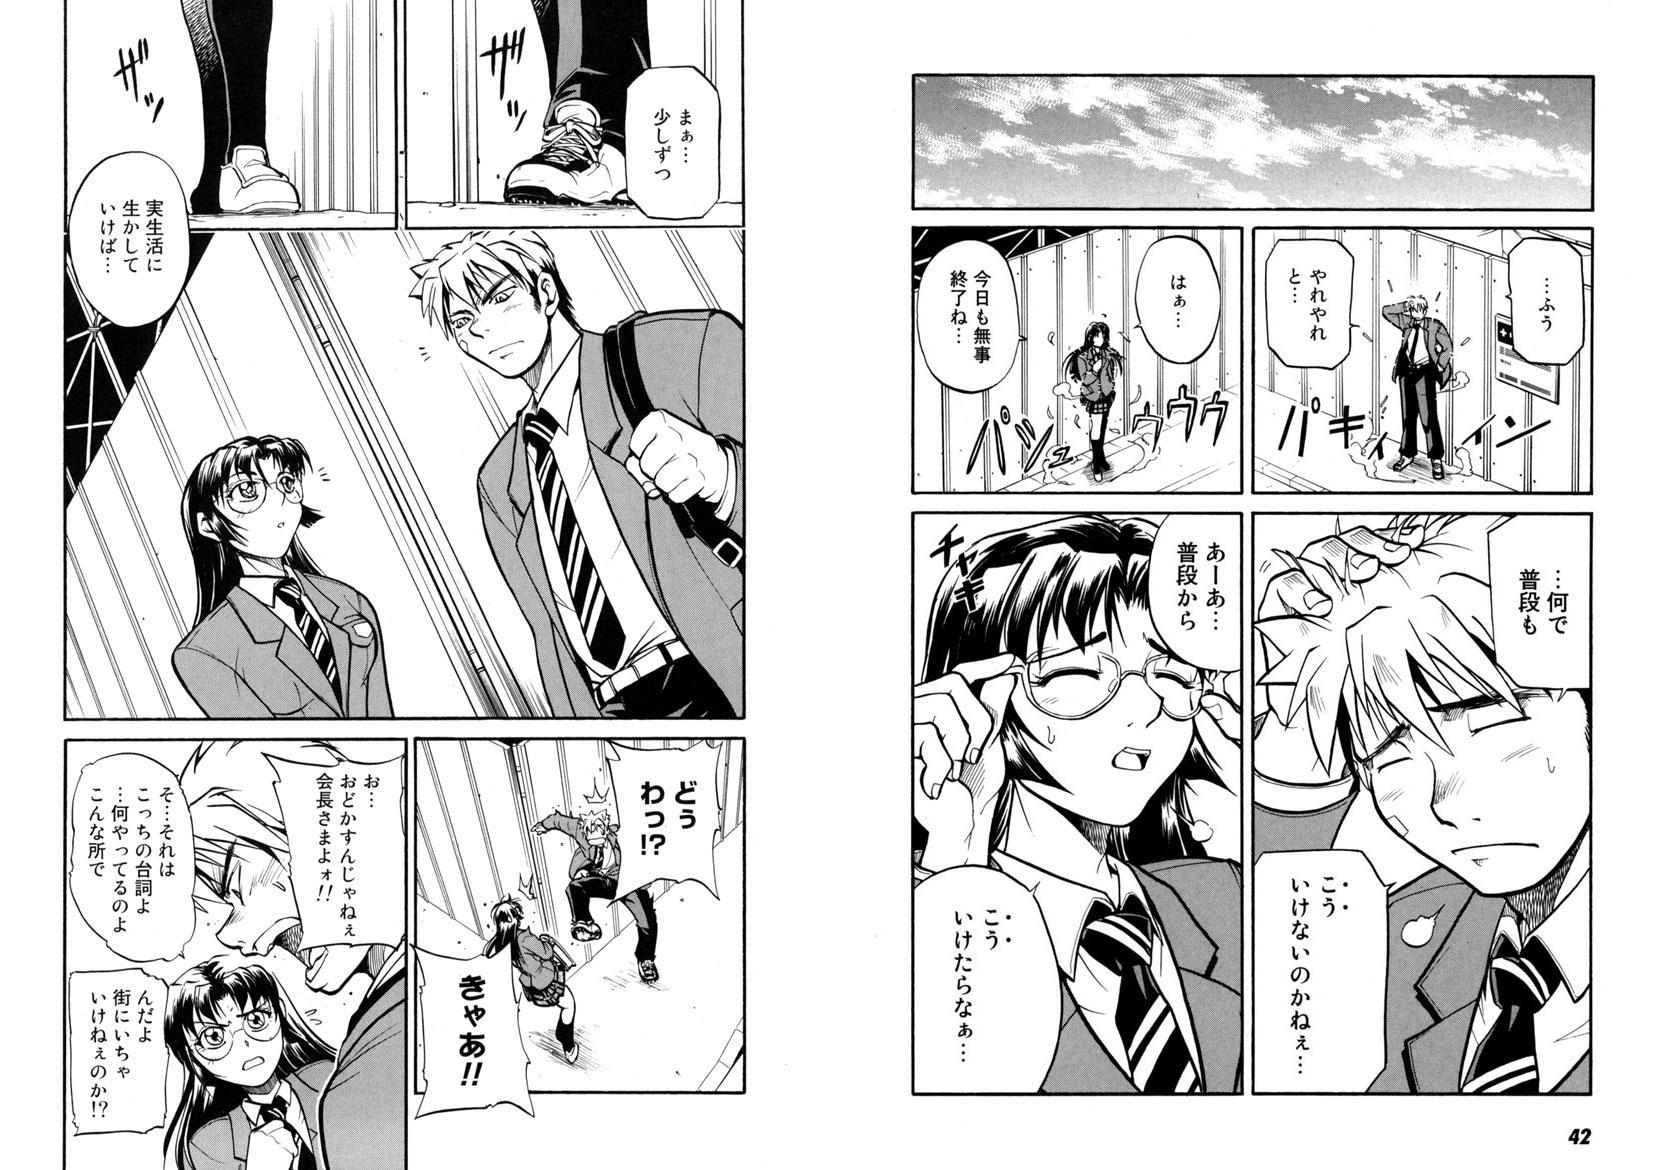 …ふう
やれやれ
と…
パキィィン
はぁ…
今日も無事
終了ね…
パシュウウウ
…何で
普段も
こう
いけないのかねぇ…
あーあ…
普段から
チャキ
こう
いけたらなぁ…
42
まぁ…
少しずつ
ザッ
ザッ
実生活に
生かして
いけば…
どぅ
わっ!?
きゃあ!!
お…
おどかすんじゃねぇ
会長さまよォ!!
そ…それは
こっちの台詞よ
…何やってるのよ
こんな所で
んだよ
街にいちゃ
いけねぇのか!?